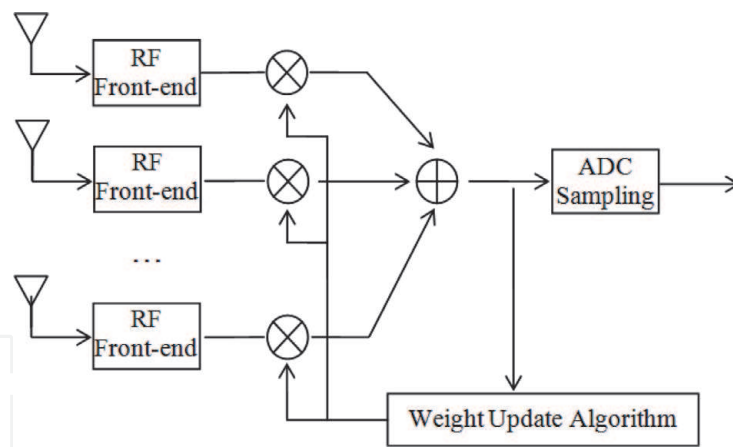 RF
Front-end
RF
Front-end
ADC
Sampling
...
RF
Front-end
Weight Update Algorithm